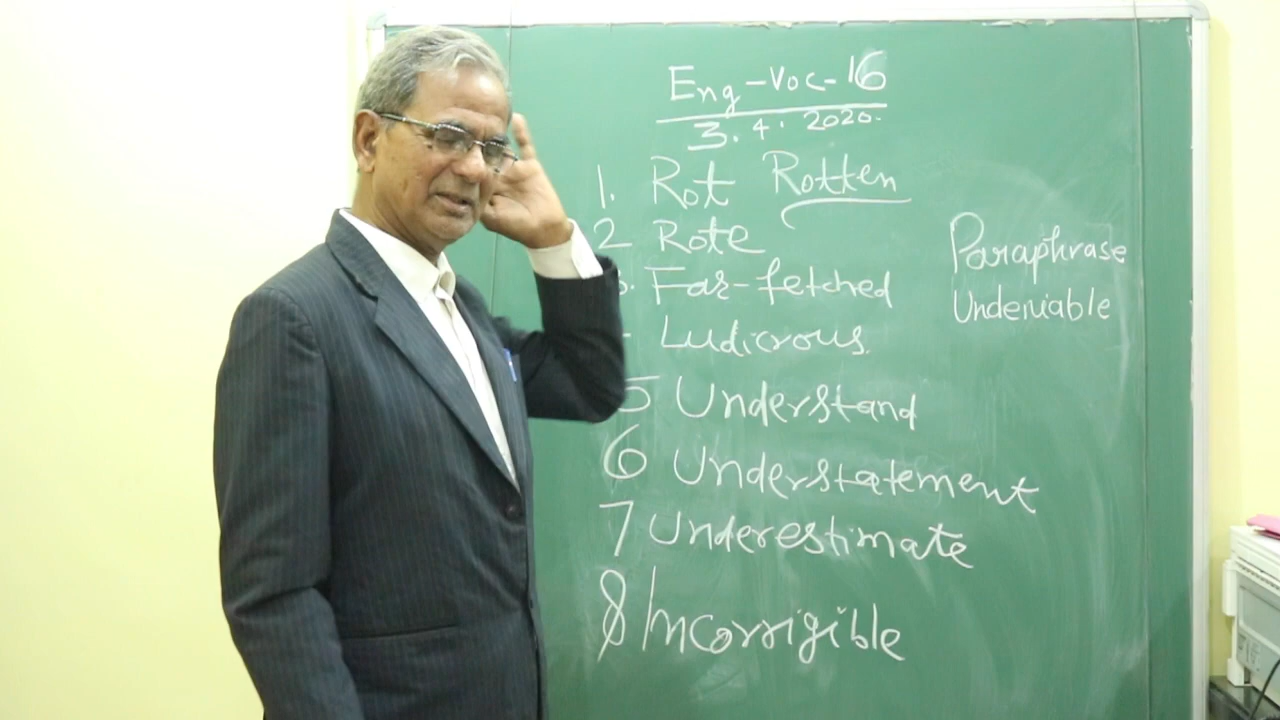 Eng-Voc-16
3.4.2020.
1. Rot Rotten
2 Rote
3. Far-fetched
- Ludicrous.
5 Understand
6 Understatement
7 Underestimate
8 Incorrigible
Paraphrase
Undeniable